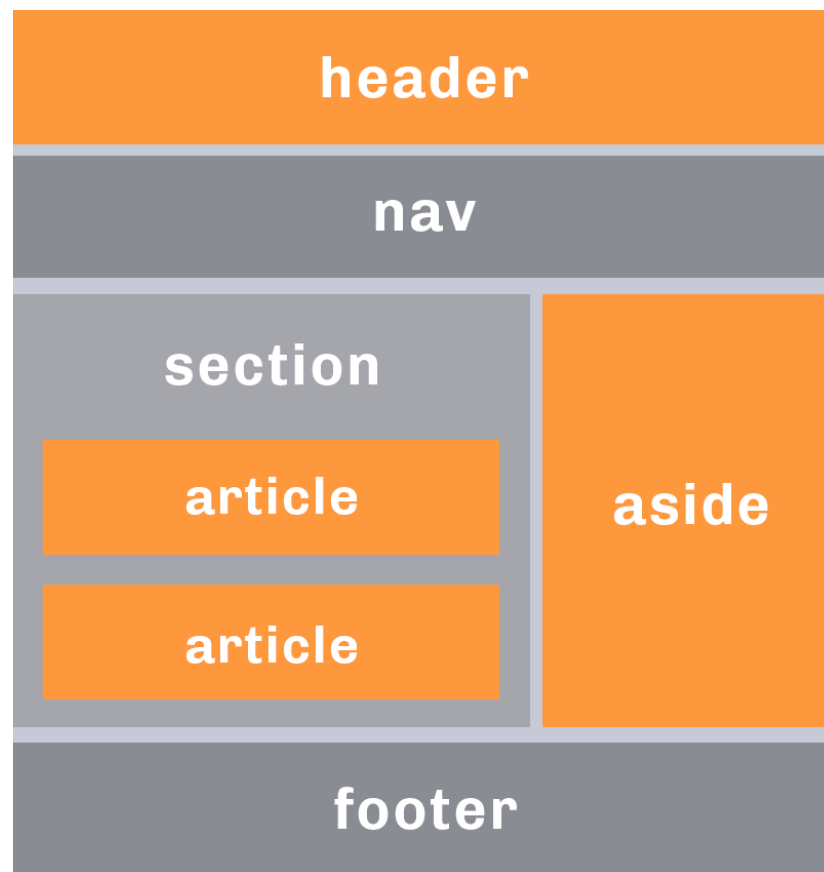 header
nav
section
article
article
aside
footer